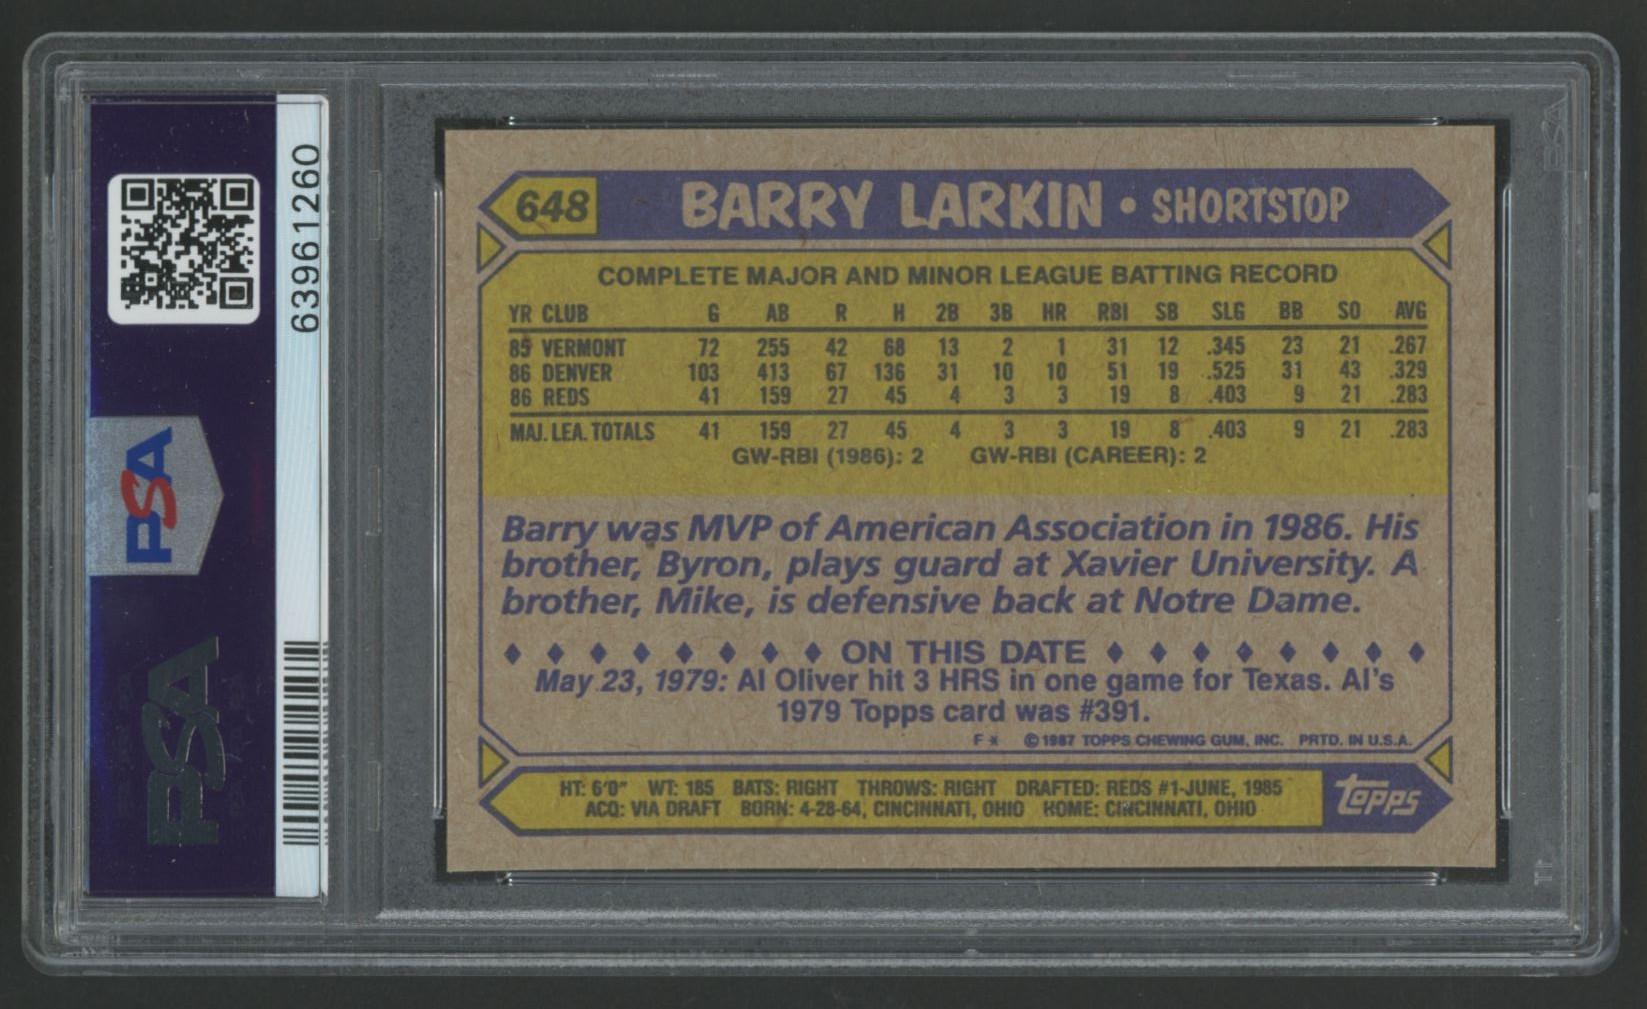 63961260
PSA
PSA
648 BARRY LARKIN • SHORTSTOP
COMPLETE MAJOR AND MINOR LEAGUE BATTING RECORD
YR CLUB G AB R H 2B 3B HR RBI SB SLG BB SO AVG
85 VERMONT 72 255 42 68 13 2 1 31 12 .345 23 21 .267
86 DENVER 103 413 67 136 31 10 10 51 19 .525 31 43 .329
86 REDS 41 159 27 45 4 3 3 19 8 .403 9 21 .283
MAJ. LEA. TOTALS 41 159 27 45 4 3 3 19 8 .403 9 21 .283
GW-RBI (1986): 2 GW-RBI (CAREER): 2
Barry was MVP of American Association in 1986. His
brother, Byron, plays guard at Xavier University. A
brother, Mike, is defensive back at Notre Dame.
ON THIS DATE
May 23, 1979: Al Oliver hit 3 HRS in one game for Texas. Al's
1979 Topps card was #391.
F* ©1987 TOPPS CHEWING GUM, INC. PRTD. IN U.S.A.
HT: 6'0" WT: 185 BATS: RIGHT THROWS: RIGHT DRAFTED: REDS #1-JUNE, 1985
ACQ: VIA DRAFT BORN: 4-28-64, CINCINNATI, OHIO HOME: CINCINNATI, OHIO
topps
PSA